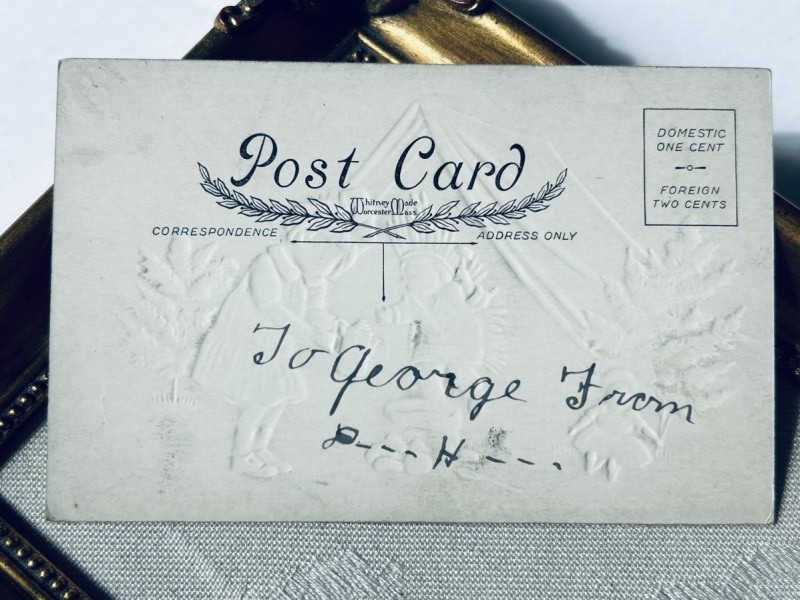 Post Card
Whitney Made
Worcester Mass
CORRESPONDENCE
ADDRESS ONLY
DOMESTIC
ONE CENT
FOREIGN
TWO CENTS
To George From
P---- H----